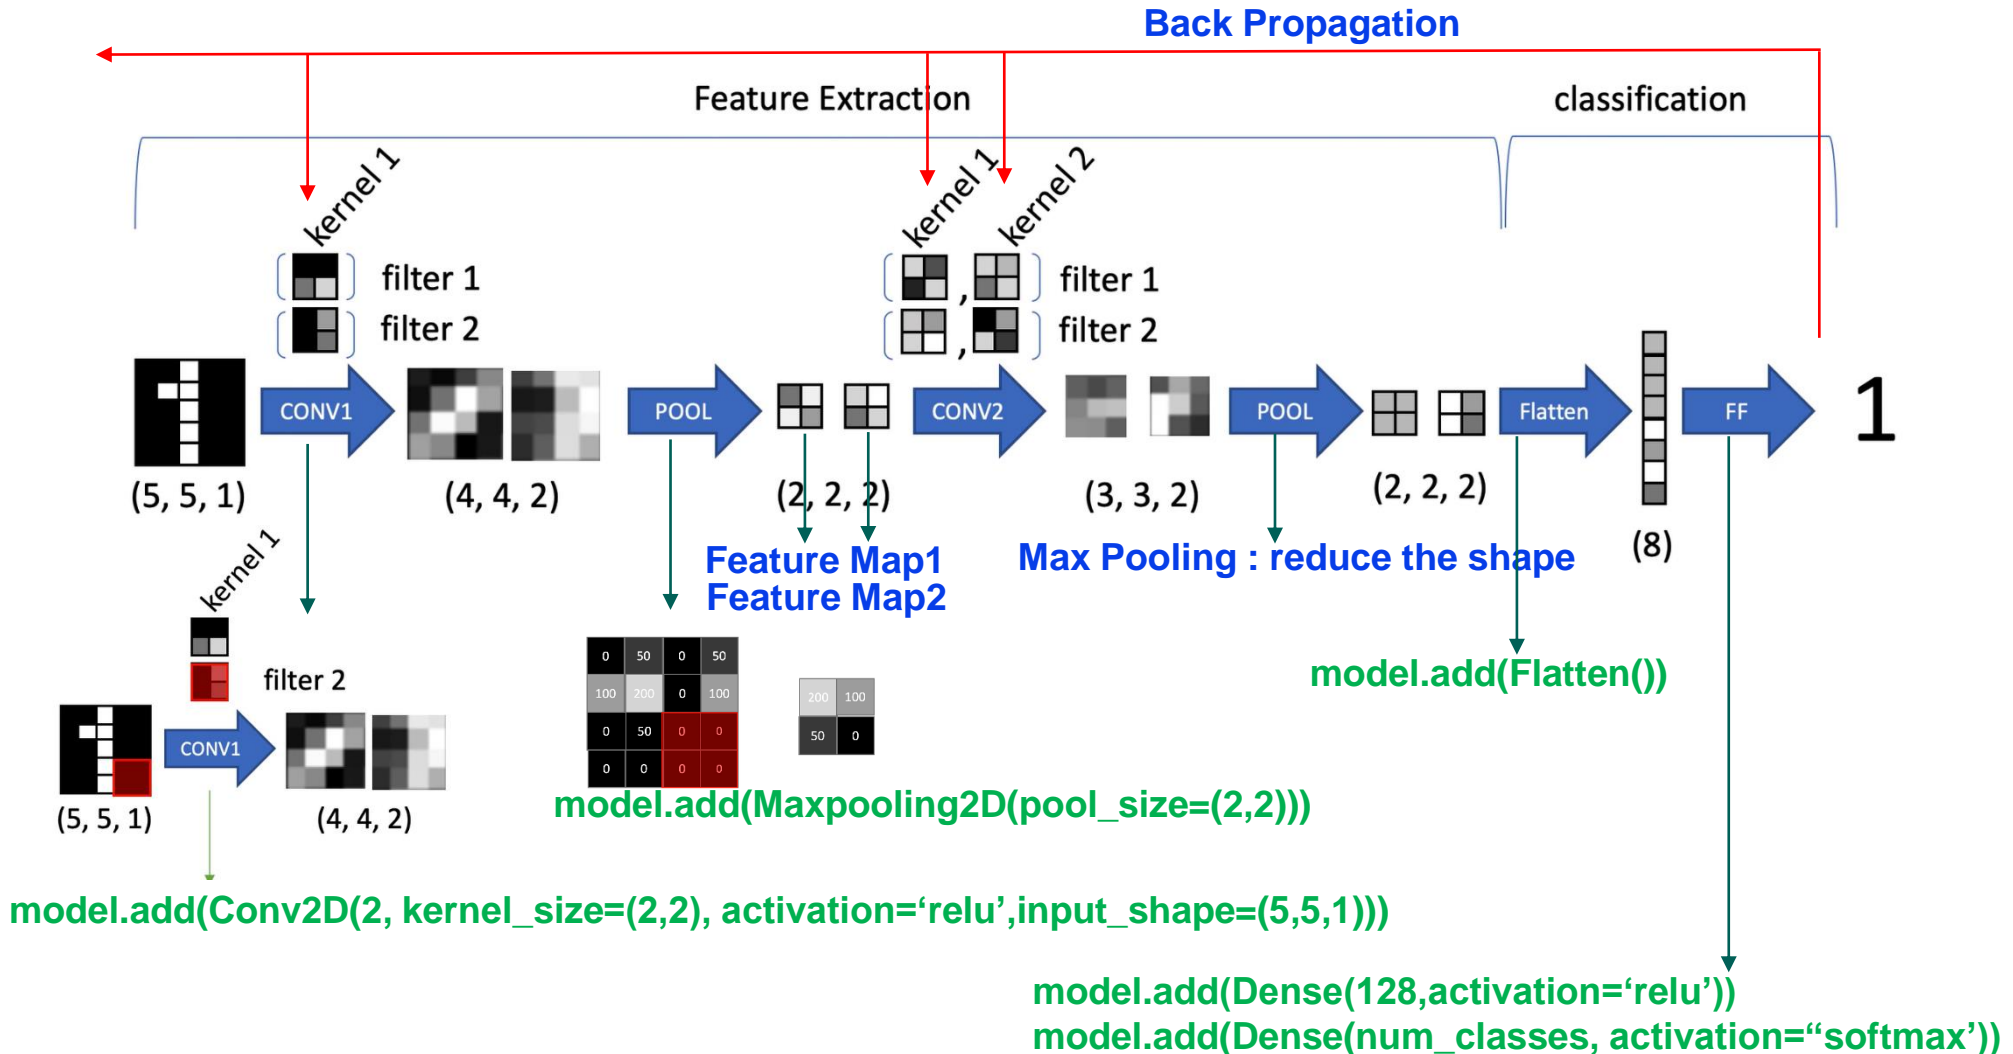 Back Propagation
Feature Extraction
classification
kernel 1
kernel 1
kernel 2
filter 1
filter 2
,
filter 1
,
filter 2
CONV1
POOL
CONV2
POOL
Flatten
FF
1
(5, 5, 1)
(4, 4, 2)
(2, 2, 2)
(3, 3, 2)
(2, 2, 2)
(8)
Feature Map1
Feature Map2
Max Pooling : reduce the shape
kernel 1
filter 2
CONV1
(5, 5, 1)
(4, 4, 2)
0 50 0 50
100 200 0 100
0 50 0 0
0 0 0 0
200 100
50 0
model.add(Flatten())
model.add(Maxpooling2D(pool_size=(2,2)))
model.add(Conv2D(2, kernel_size=(2,2), activation=‘relu’,input_shape=(5,5,1)))
model.add(Dense(128,activation=‘relu’))
model.add(Dense(num_classes, activation=“softmax’))